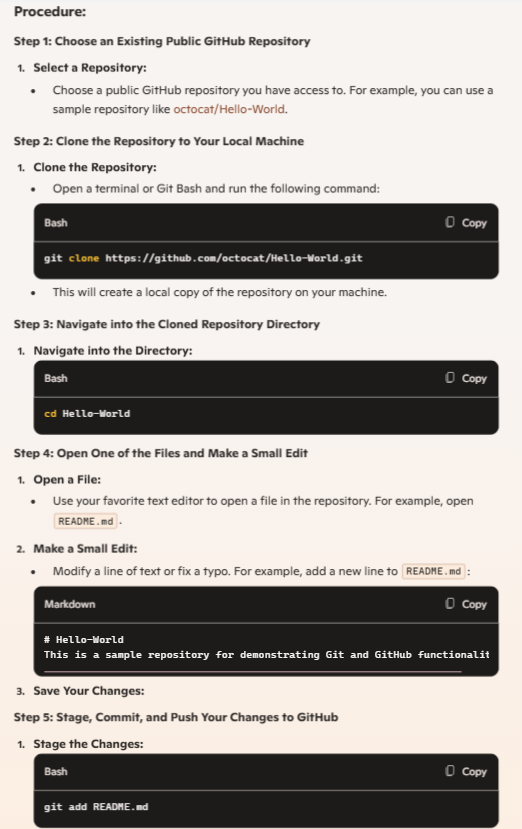 Procedure:
Step 1: Choose an Existing Public GitHub Repository
1. Select a Repository:
• Choose a public GitHub repository you have access to. For example, you can use a
sample repository like octocat/Hello-World.
Step 2: Clone the Repository to Your Local Machine
1. Clone the Repository:
• Open a terminal or Git Bash and run the following command:
Bash Copy
git clone https://github.com/octocat/Hello-World.git
• This will create a local copy of the repository on your machine.
Step 3: Navigate into the Cloned Repository Directory
1. Navigate into the Directory:
Bash Copy
cd Hello-World
Step 4: Open One of the Files and Make a Small Edit
1. Open a File:
• Use your favorite text editor to open a file in the repository. For example, open
README.md .
2. Make a Small Edit:
• Modify a line of text or fix a typo. For example, add a new line to README.md :
Markdown Copy
# Hello-World
This is a sample repository for demonstrating Git and GitHub functionalit
3. Save Your Changes:
Step 5: Stage, Commit, and Push Your Changes to GitHub
1. Stage the Changes:
Bash Copy
git add README.md